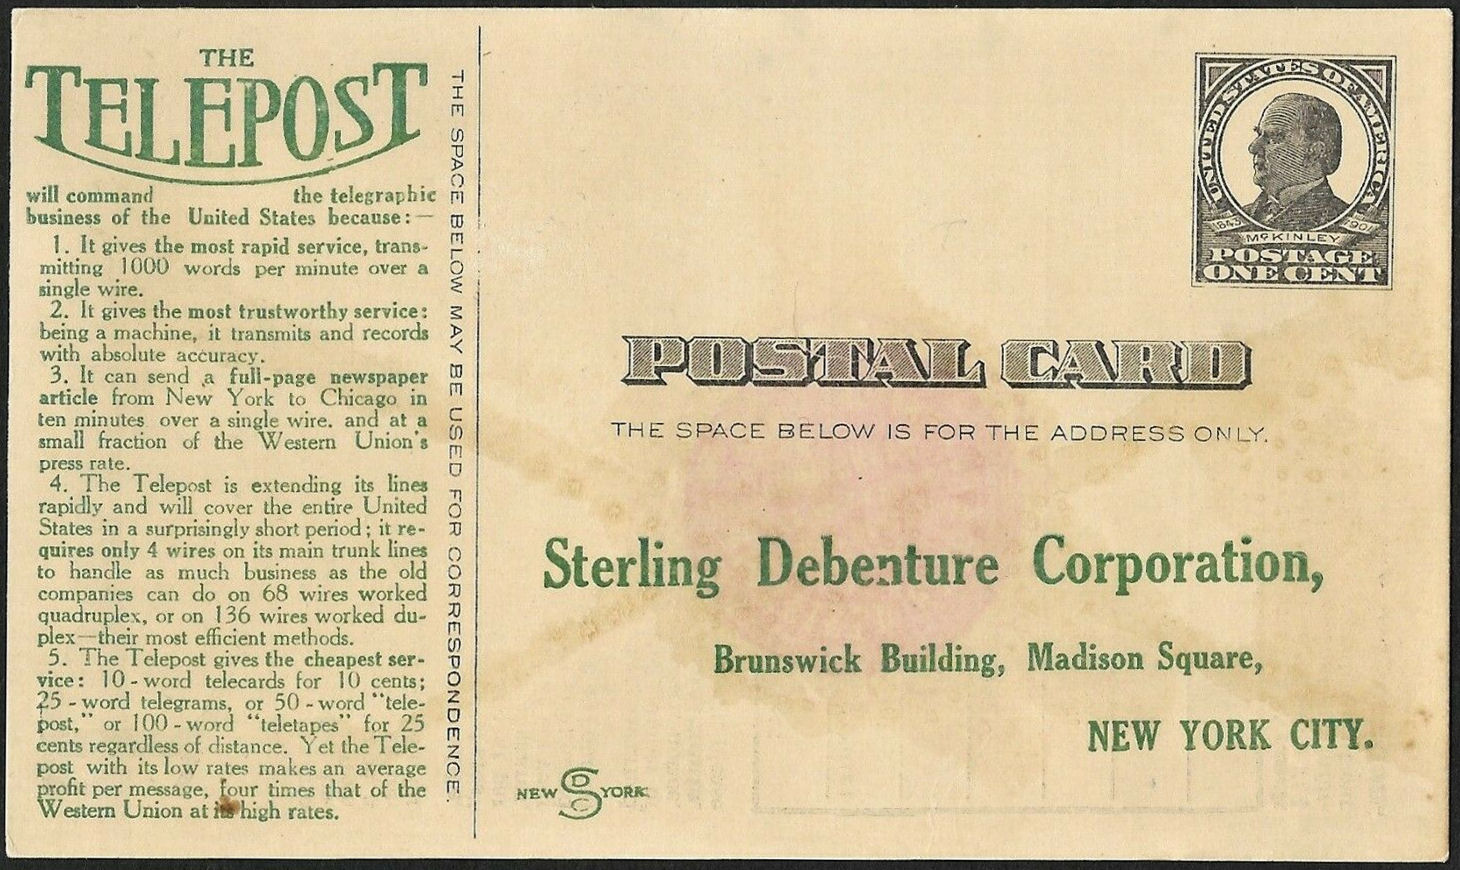 THE
TELEPOST
will command the telegraphic
business of the United States because:—
1. It gives the most rapid service, trans-
mitting 1000 words per minute over a
single wire.
2. It gives the most trustworthy service:
being a machine, it transmits and records
with absolute accuracy.
3. It can send a full-page newspaper
article from New York to Chicago in
ten minutes over a single wire. and at a
small fraction of the Western Union's
press rate.
4. The Telepost is extending its lines
rapidly and will cover the entire United
States in a surprisingly short period; it re-
quires only 4 wires on its main trunk lines
to handle as much business as the old
companies can do on 68 wires worked
quadruplex, or on 136 wires worked du-
plex—their most efficient methods.
5. The Telepost gives the cheapest ser-
vice: 10-word telecards for 10 cents;
25-word telegrams, or 50-word "tele-
post," or 100-word "teletapes" for 25
cents regardless of distance. Yet the Tele-
post with its low rates makes an average
profit per message, four times that of the
Western Union at its high rates.
THE SPACE BELOW MAY BE USED FOR CORRESPONDENCE.
UNITED STATES OF AMERICA
1843 1901
McKINLEY
POSTAGE
ONE CENT
POSTAL CARD
THE SPACE BELOW IS FOR THE ADDRESS ONLY.
Sterling Debenture Corporation,
Brunswick Building, Madison Square,
NEW YORK CITY.
NEW SDC YORK